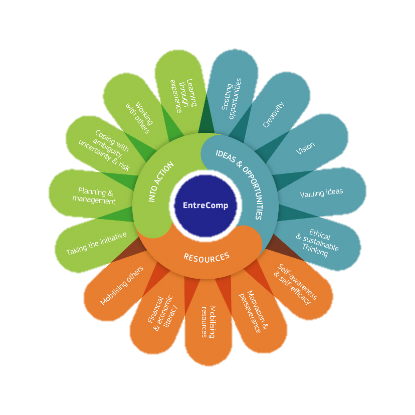 EntreComp
IDEAS & OPPORTUNITIES
Spotting
opportunities
Creativity
Vision
Valuing ideas
Ethical
& sustainable
Thinking
RESOURCES
Self-awareness
& self-efficacy
Motivation &
perseverance
Mobilising
resources
Financial
& economic
literacy
Mobilising others
INTO ACTION
Taking the initiative
Planning &
management
Coping with
ambiguity,
uncertainty & risk
Working
with others
Learning
through
experience